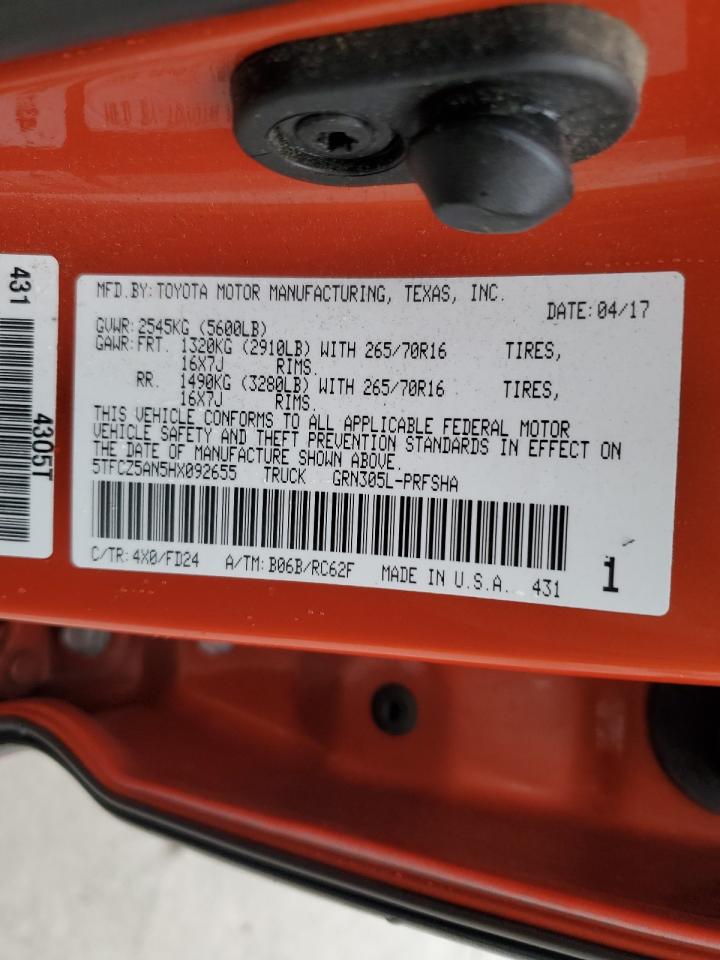 MFD.BY:TOYOTA MOTOR MANUFACTURING, TEXAS, INC.
DATE:04/17
GVWR:2545KG (5600LB)
GAWR:FRT. 1320KG (2910LB) WITH 265/70R16 TIRES,
16X7J RIMS.
RR. 1490KG (3280LB) WITH 265/70R16 TIRES,
16X7J RIMS.
THIS VEHICLE CONFORMS TO ALL APPLICABLE FEDERAL MOTOR
VEHICLE SAFETY AND THEFT PREVENTION STANDARDS IN EFFECT ON
THE DATE OF MANUFACTURE SHOWN ABOVE.
5TFCZ5AN5HX092655 TRUCK GRN305L-PRFSHA
C/TR:4X0/FD24 A/TM:B06B/RC62F MADE IN U.S.A. 431
1
431
4305T